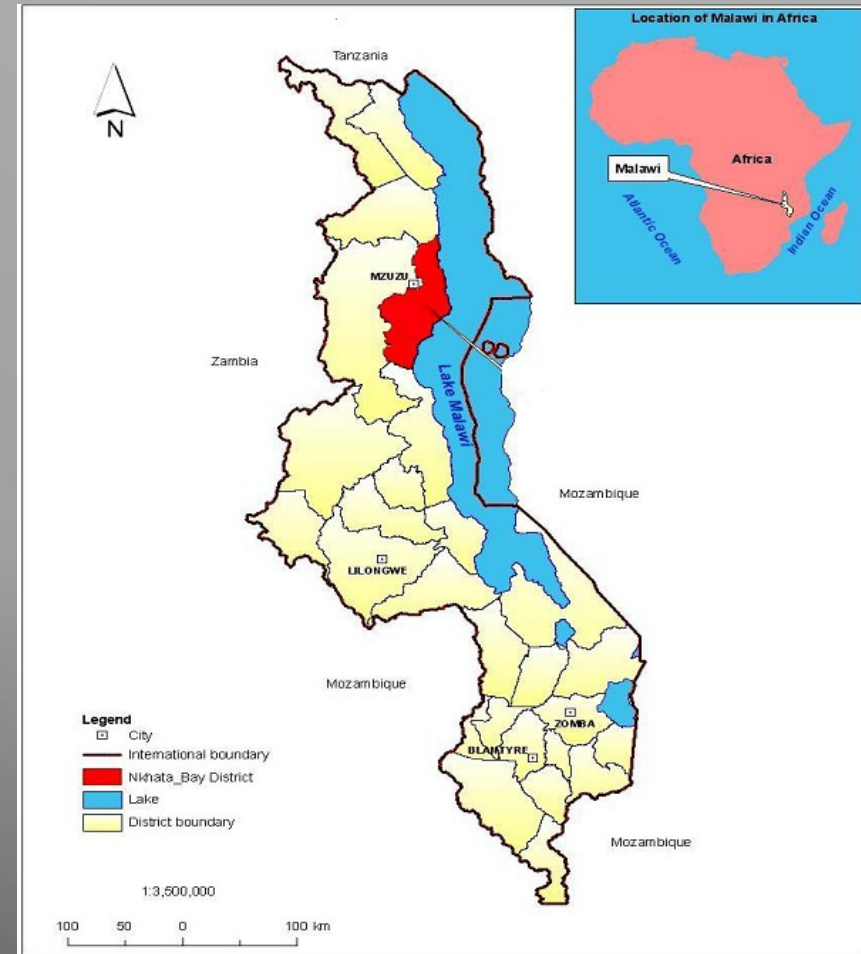 Location of Malawi in Africa
Tanzania
N
Africa
Malawi
Atlantic Ocean
Indian Ocean
MZUZU
Zambia
Lake Malawi
Mozambique
LILONGWE
Mozambique
ZOMBA
BLANTYRE
Legend
City
International boundary
Nkhata_Bay District
Lake
District boundary
Mozambique
1:3,500,000
100 50 0 100 km